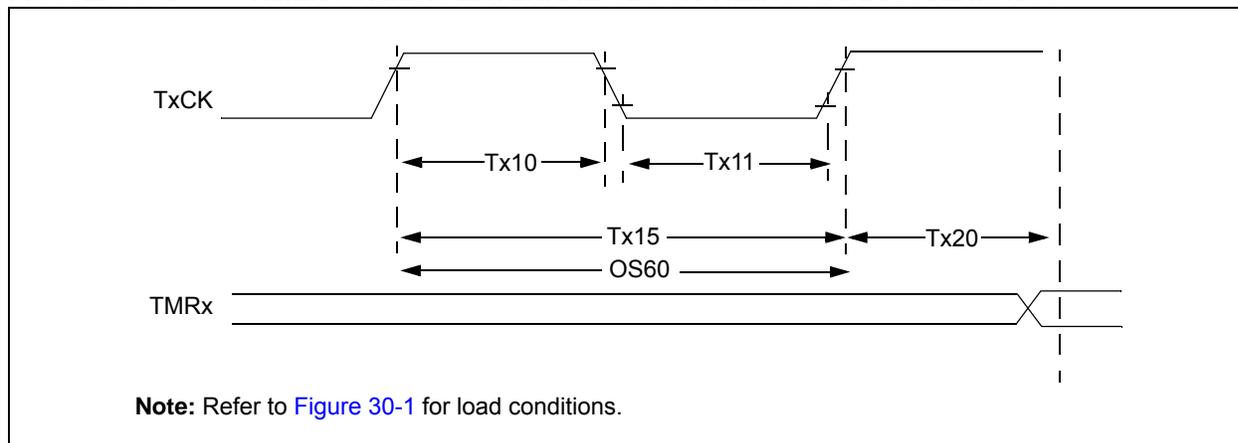 TxCK
Tx10
Tx11
Tx15
Tx20
OS60
TMRx
Note: Refer to Figure 30-1 for load conditions.